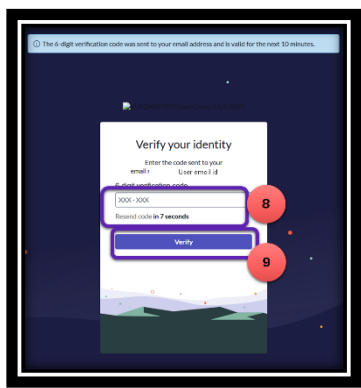 The 6-digit verification code was sent to your email address and is valid for the next 10 minutes.
Verify your identity
Enter the code sent to your
email User email id
6-digit verification code
XXX - XXX
Resend code in 7 seconds
8
Verify
9